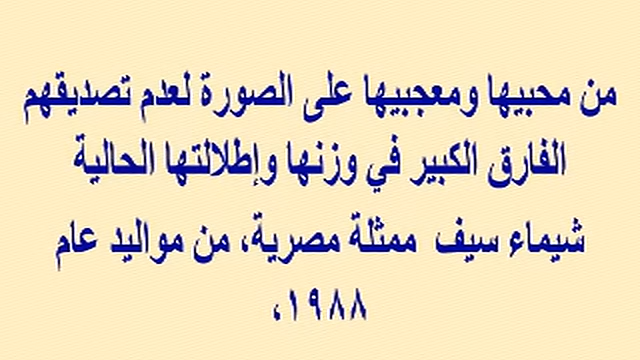 من محبيها ومعجبيها على الصورة لعدم تصديقهم
الفارق الكبير في وزنها وإطلالتها الحالية
شيماء سيف ممثلة مصرية، من مواليد عام
١٩٨٨،